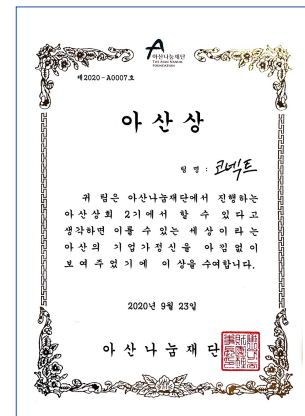 아산나눔재단
THE ASAN NANUM
FOUNDATION
제2020-A0007호
아산상
팀명 : 코넥트
귀 팀은 아산나눔재단에서 진행하는
아산상회 2기에서 할 수 있다고
생각하면 이룰 수 있는 세상이라는
아산의 기업가정신을 아낌없이
보여주었기에 이 상을 수여합니다.
2020년 9월 23일
아산나눔재단